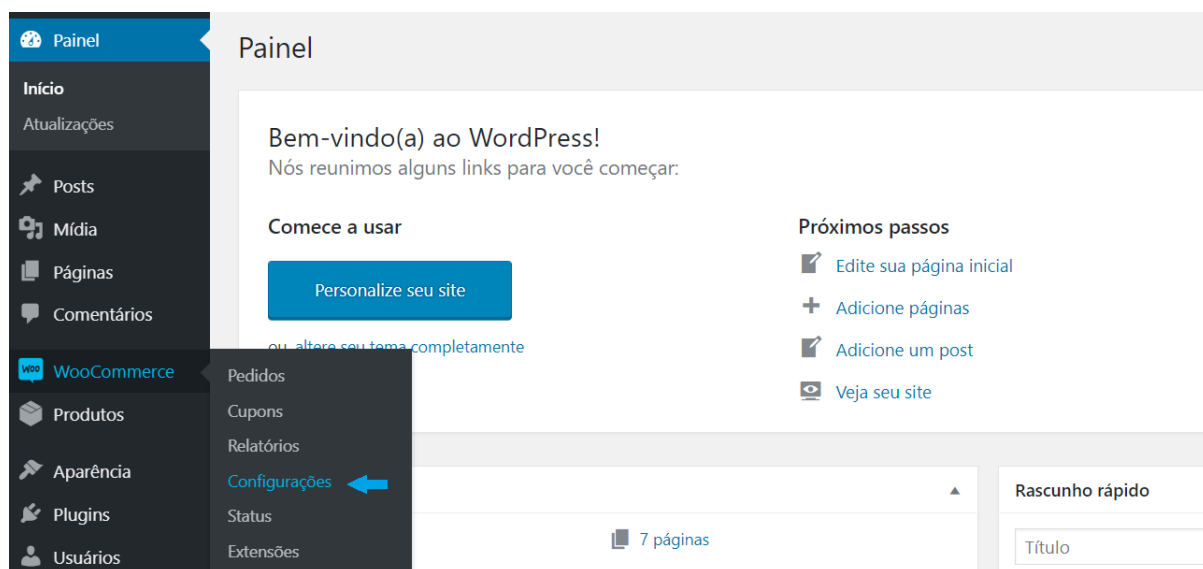 Painel
Início
Atualizações
Posts
Mídia
Páginas
Comentários
Woo WooCommerce
Produtos
Aparência
Plugins
Usuários
Pedidos
Cupons
Relatórios
Configurações
Status
Extensões
Painel
Bem-vindo(a) ao WordPress!
Nós reunimos alguns links para você começar:
Comece a usar
Personalize seu site
ou, altere seu tema completamente
Próximos passos
Edite sua página inicial
Adicione páginas
Adicione um post
Veja seu site
7 páginas
Rascunho rápido
Título